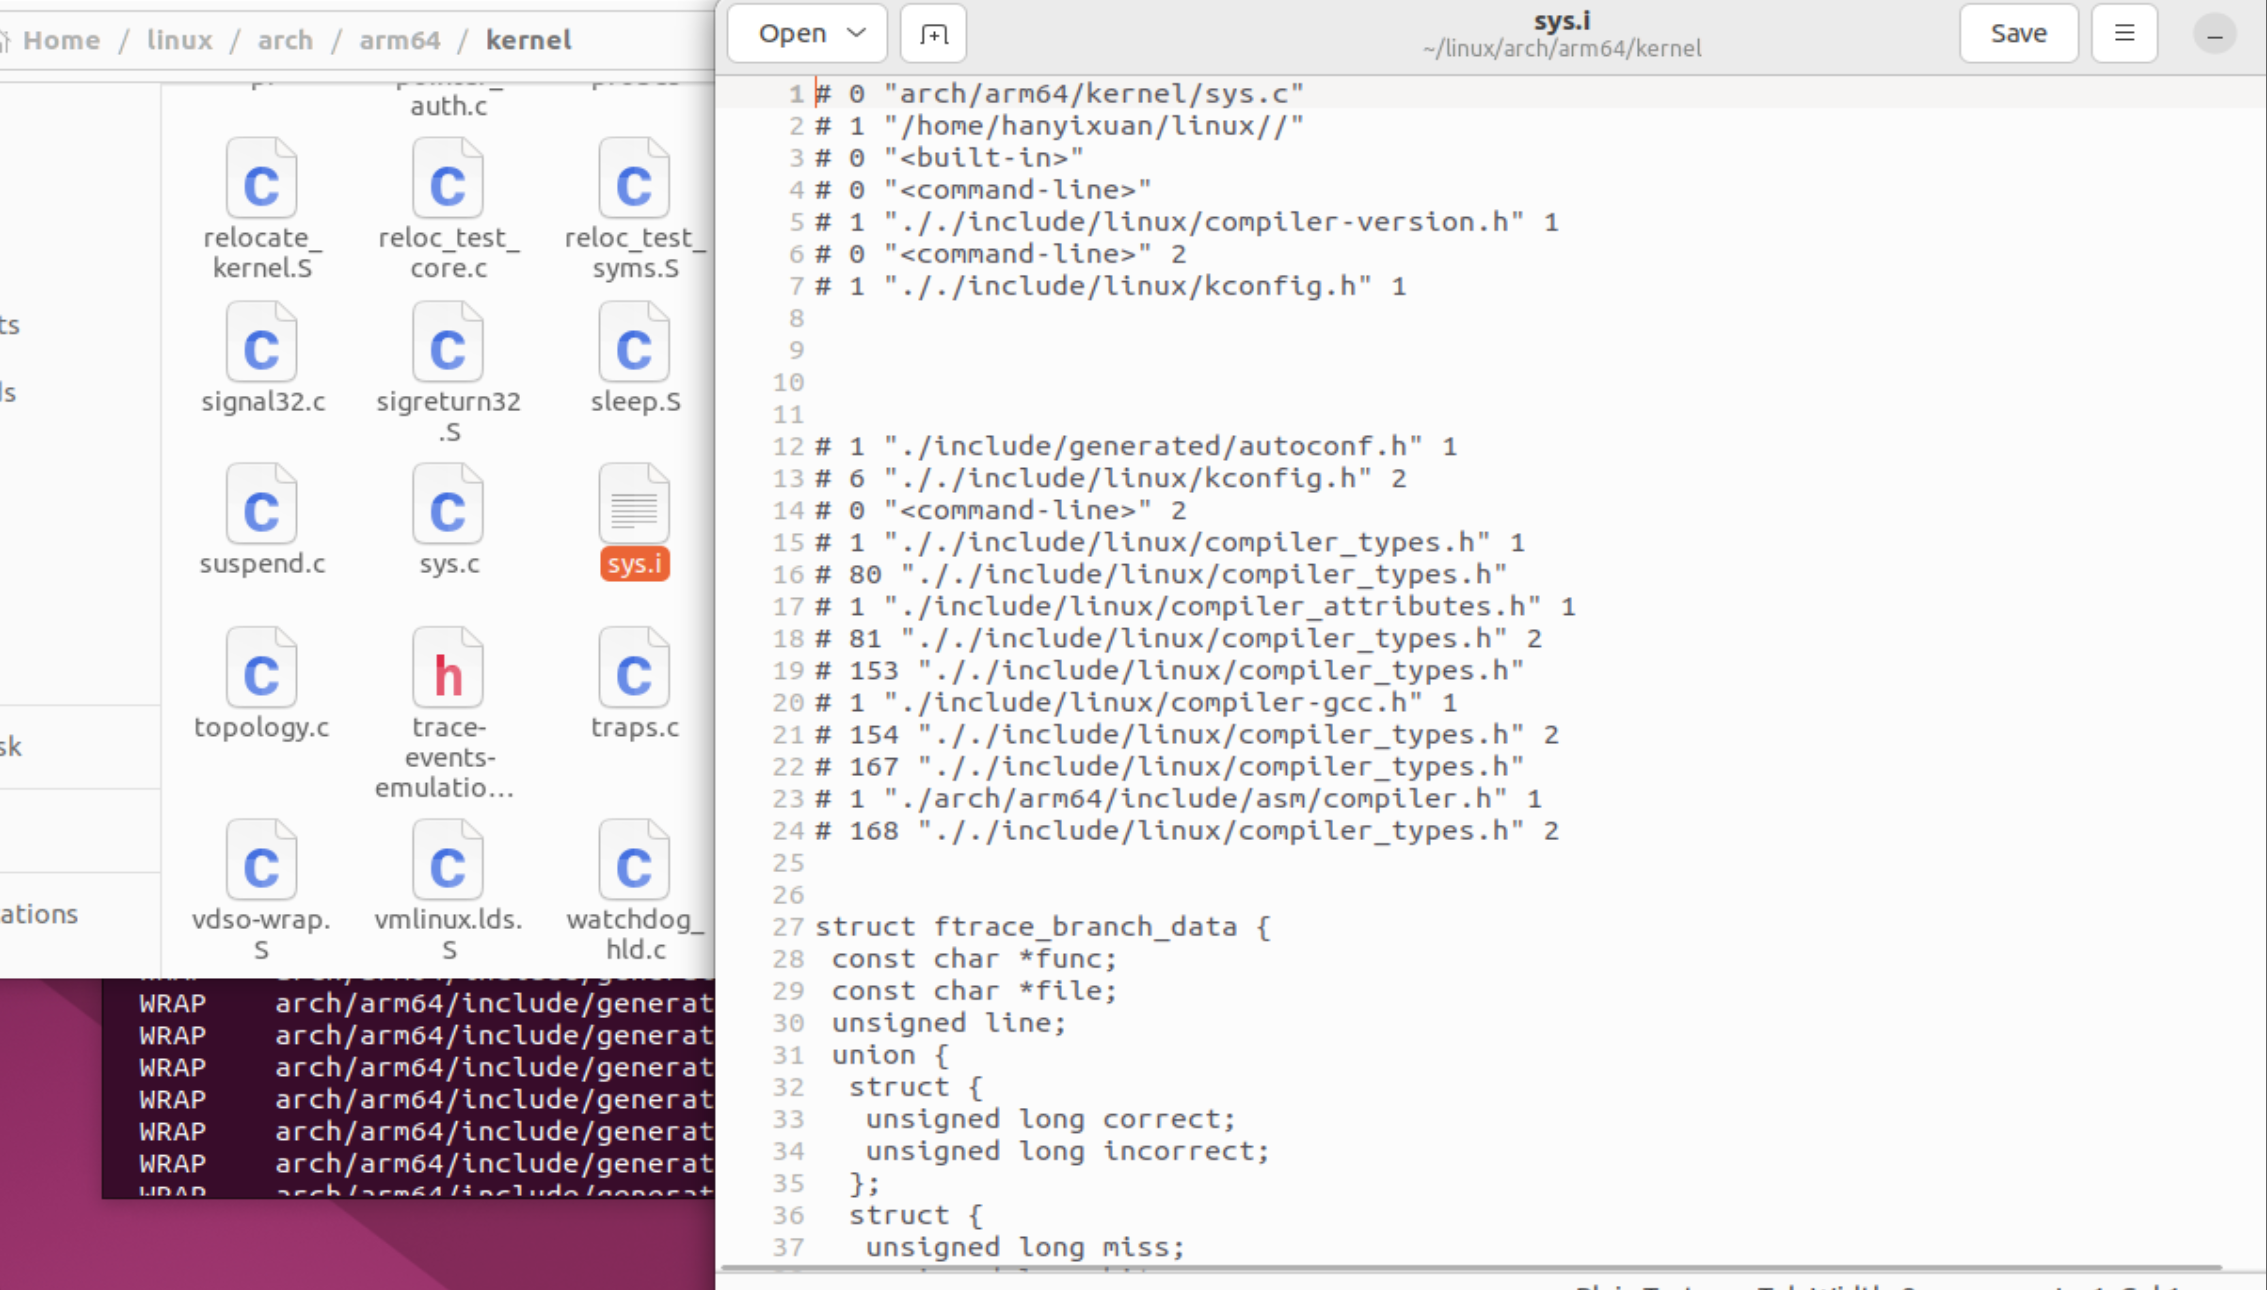 Home / linux / arch / arm64 / kernel
auth.c
relocate_
kernel.S
reloc_test_
core.c
reloc_test_
syms.S
signal32.c
sigreturn32
.S
sleep.S
suspend.c
sys.c
sys.i
topology.c
trace-
events-
emulatio...
traps.c
vdso-wrap.
S
vmlinux.lds.
S
watchdog_
hld.c
ts
ls
sk
ations
WRAP arch/arm64/include/generat
WRAP arch/arm64/include/generat
WRAP arch/arm64/include/generat
WRAP arch/arm64/include/generat
WRAP arch/arm64/include/generat
WRAP arch/arm64/include/generat
WRAP arch/arm64/include/generat
Open
sys.i
~/linux/arch/arm64/kernel
Save
1 # 0 "arch/arm64/kernel/sys.c"
2 # 1 "/home/hanyixuan/linux//"
3 # 0 "<built-in>"
4 # 0 "<command-line>"
5 # 1 "././include/linux/compiler-version.h" 1
6 # 0 "<command-line>" 2
7 # 1 "././include/linux/kconfig.h" 1
8
9
10
11
12 # 1 "./include/generated/autoconf.h" 1
13 # 6 "././include/linux/kconfig.h" 2
14 # 0 "<command-line>" 2
15 # 1 "././include/linux/compiler_types.h" 1
16 # 80 "././include/linux/compiler_types.h"
17 # 1 "./include/linux/compiler_attributes.h" 1
18 # 81 "././include/linux/compiler_types.h" 2
19 # 153 "././include/linux/compiler_types.h"
20 # 1 "./include/linux/compiler-gcc.h" 1
21 # 154 "././include/linux/compiler_types.h" 2
22 # 167 "././include/linux/compiler_types.h"
23 # 1 "./arch/arm64/include/asm/compiler.h" 1
24 # 168 "././include/linux/compiler_types.h" 2
25
26
27 struct ftrace_branch_data {
28 const char *func;
29 const char *file;
30 unsigned line;
31 union {
32 struct {
33 unsigned long correct;
34 unsigned long incorrect;
35 };
36 struct {
37 unsigned long miss;